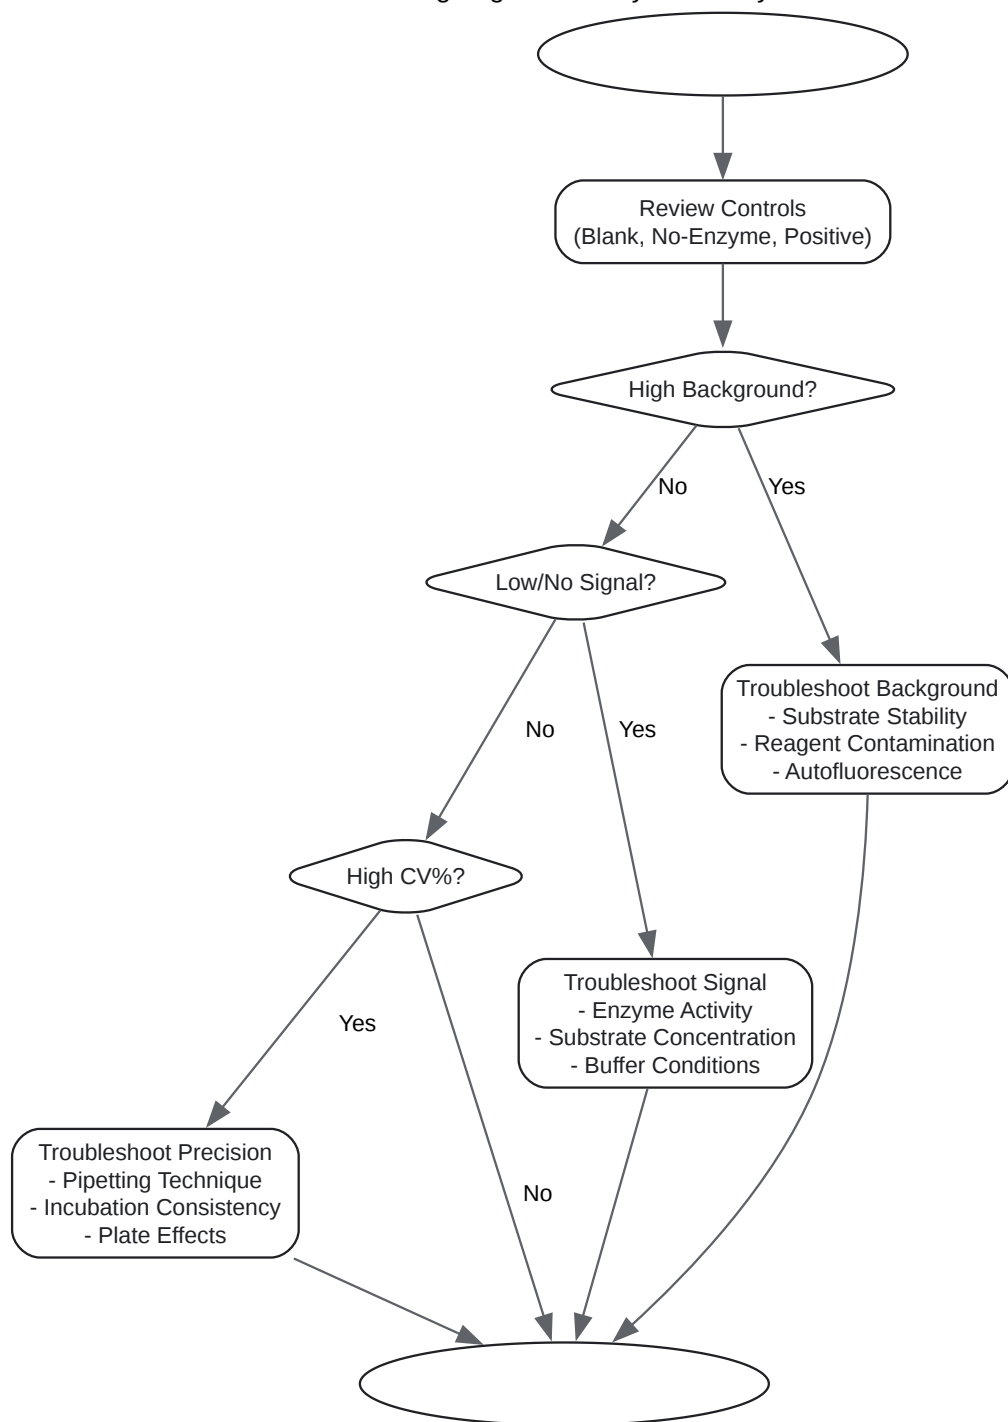 Review Controls
(Blank, No-Enzyme, Positive)
High Background?
No
Yes
Low/No Signal?
Troubleshoot Background
- Substrate Stability
- Reagent Contamination
- Autofluorescence
No
Yes
High CV%?
Troubleshoot Signal
- Enzyme Activity
- Substrate Concentration
- Buffer Conditions
Yes
Troubleshoot Precision
- Pipetting Technique
- Incubation Consistency
- Plate Effects
No